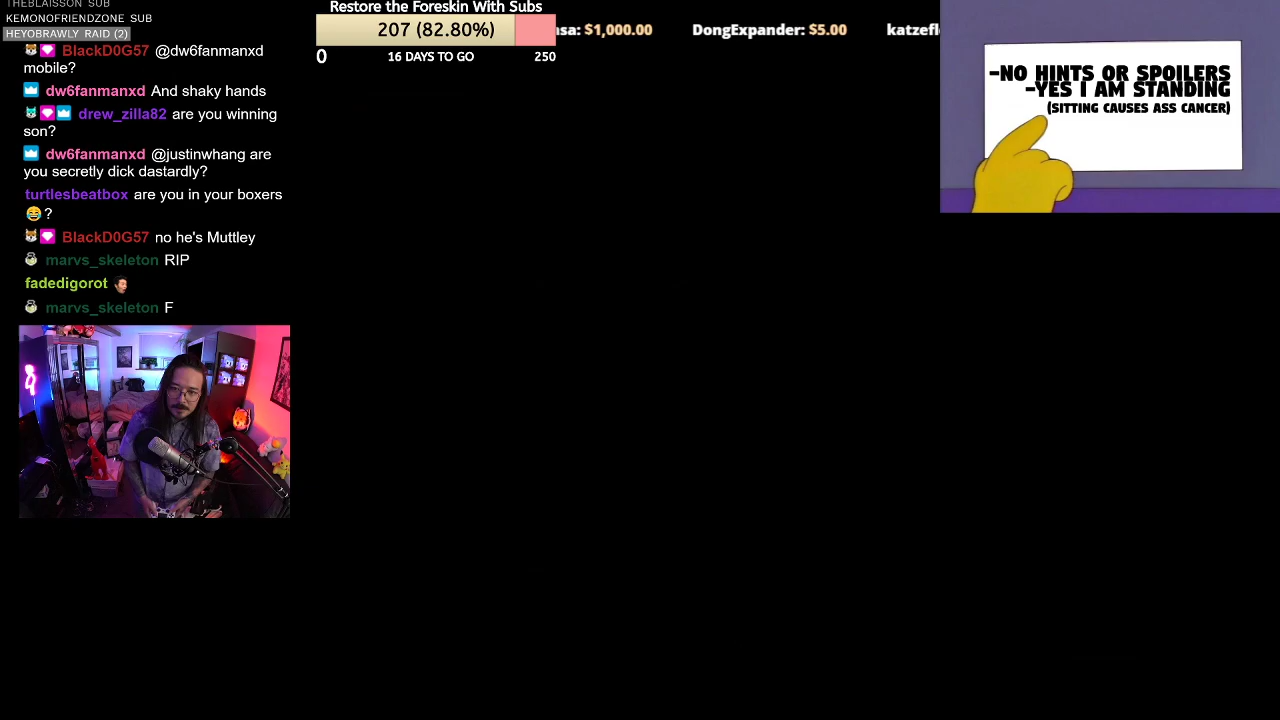 THEBLAISSON SUB
KEMONOFRIENDZONE SUB
HEYOBRAWLY RAID (2)
BlackD0G57 @dw6fanmanxd
mobile?
dw6fanmanxd And shaky hands
drew_zilla82 are you winning
son?
dw6fanmanxd @justinwhang are
you secretly dick dastardly?
turtlesbeatbox are you in your boxers
😂?
BlackD0G57 no he's Muttley
marvs_skeleton RIP
fadedigorot
marvs_skeleton F
Restore the Foreskin With Subs
207 (82.80%)
0 16 DAYS TO GO 250
nsa: $1,000.00 DongExpander: $5.00 katzefl
-NO HINTS OR SPOILERS
-YES I AM STANDING
(SITTING CAUSES ASS CANCER)